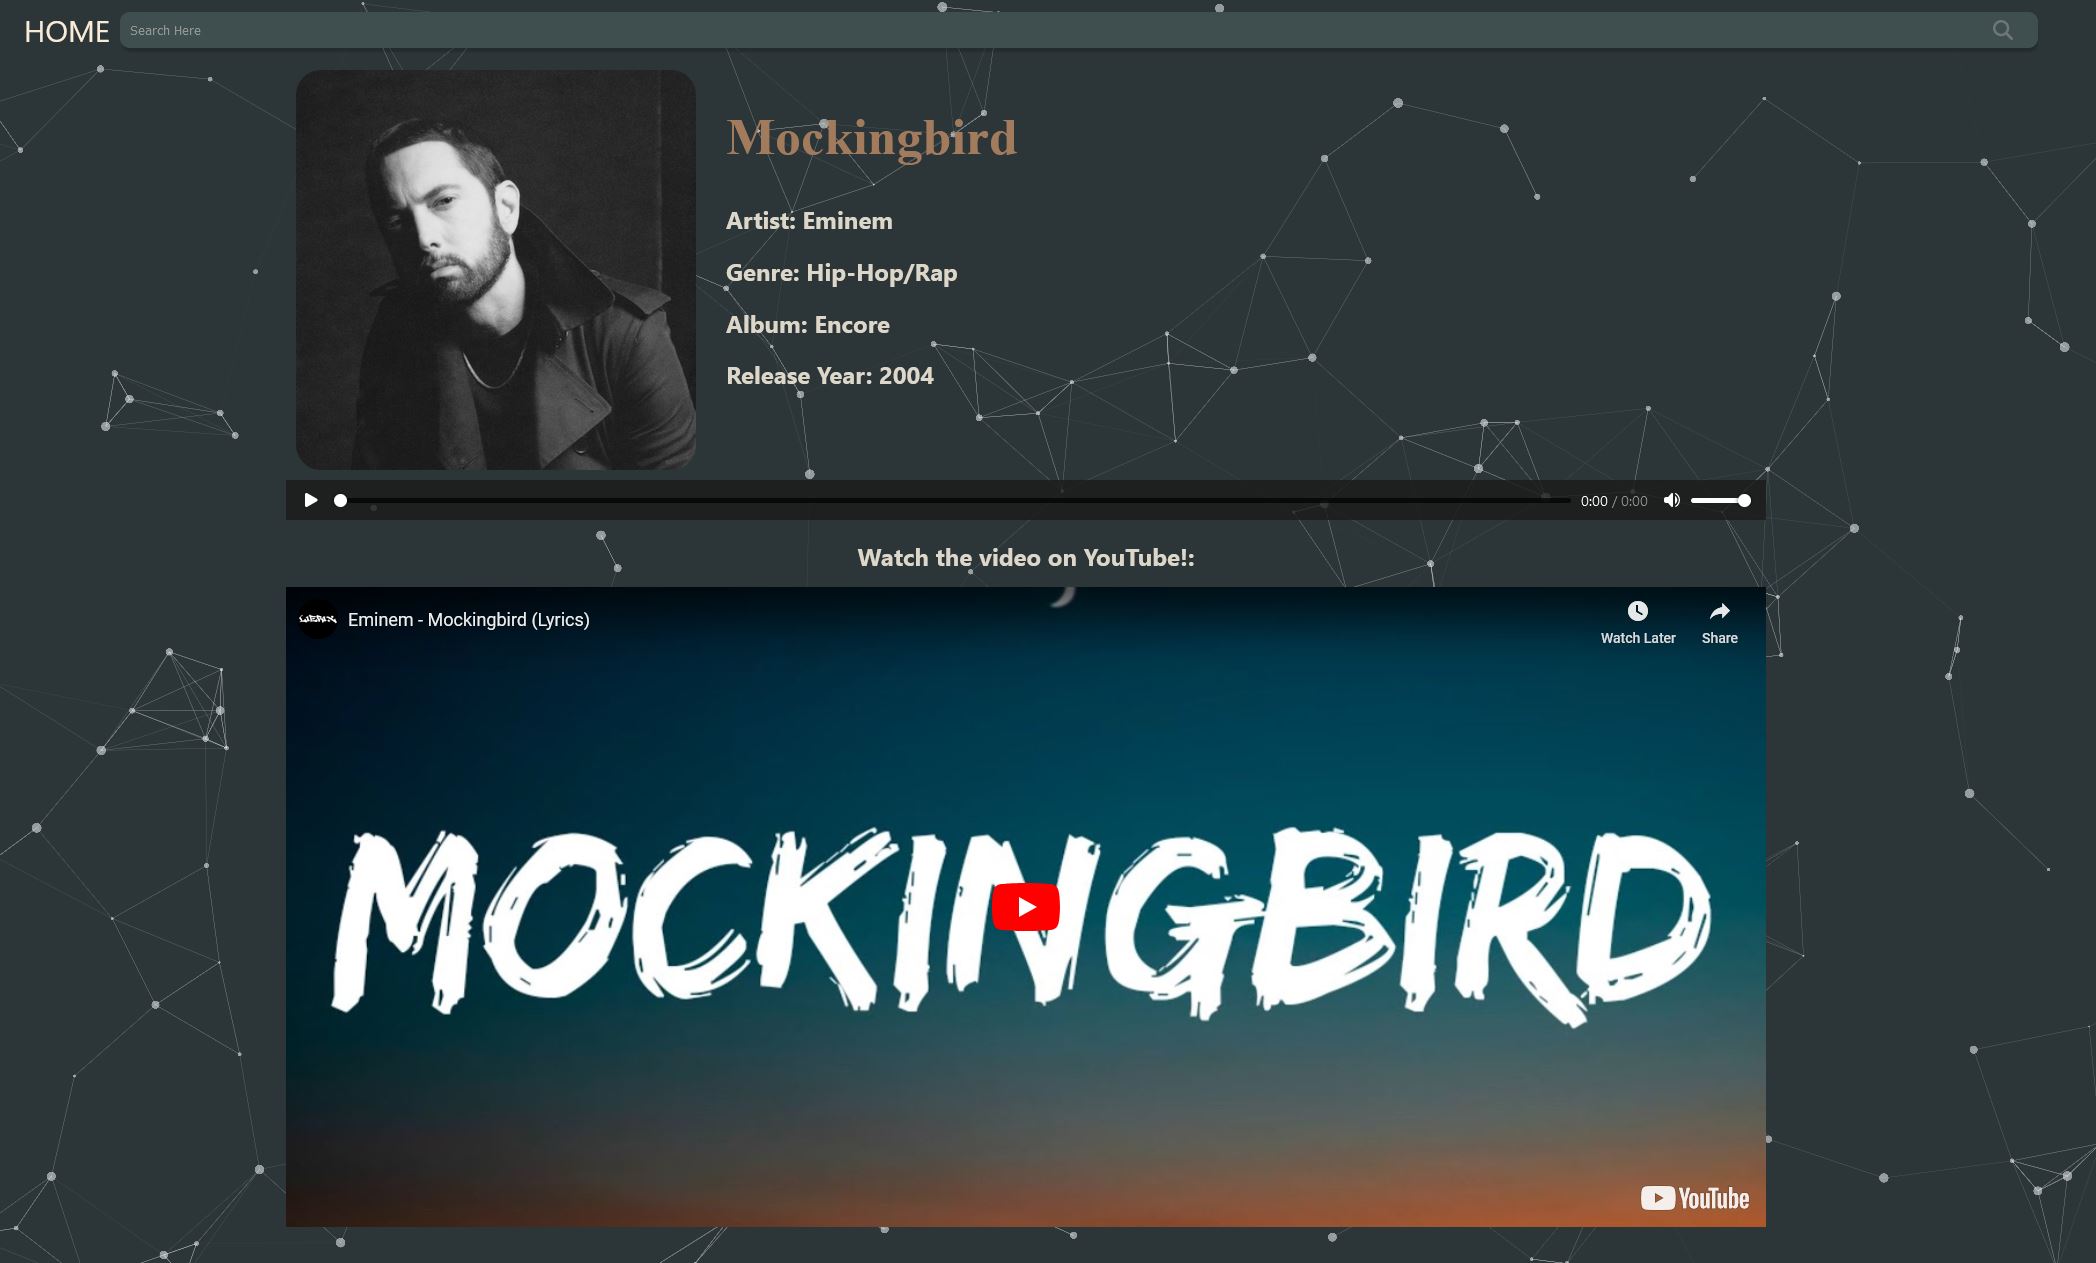 HOME
Search Here
Mockingbird
Artist: Eminem
Genre: Hip-Hop/Rap
Album: Encore
Release Year: 2004
0:00 / 0:00
Watch the video on YouTube!:
Eminem - Mockingbird (Lyrics)
Watch Later
Share
MOCKINGBIRD
YouTube